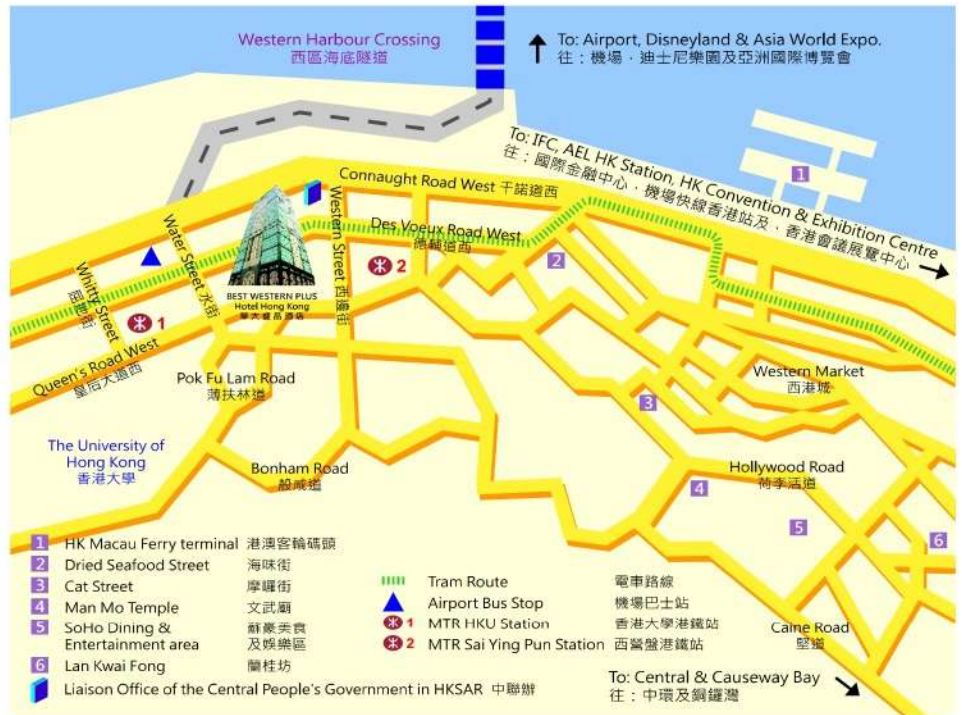 Western Harbour Crossing
西區海底隧道
To: Airport, Disneyland & Asia World Expo.
往：機場．迪士尼樂園及亞洲國際博覽會
To: IFC, AEL HK Station, HK Convention & Exhibition Centre
往：國際金融中心．機場快線香港站及．香港會議展覽中心
1
Connaught Road West 干諾道西
Des Voeux Road West
德輔道西
Western Street 西邊街
Water Street 水街
Whitty Street
屈地街
BEST WESTERN PLUS
Hotel Hong Kong
華大盛品酒店
2
2
1
Queen's Road West
皇后大道西
Pok Fu Lam Road
薄扶林道
Western Market
西港城
3
The University of
Hong Kong
香港大學
Bonham Road
般咸道
4
Hollywood Road
荷李活道
5
6
1 HK Macau Ferry terminal 港澳客輪碼頭
2 Dried Seafood Street 海味街
3 Cat Street 摩囉街
4 Man Mo Temple 文武廟
5 SoHo Dining & 蘇豪美食
Entertainment area 及娛樂區
6 Lan Kwai Fong 蘭桂坊
Liaison Office of the Central People's Government in HKSAR 中聯辦
Tram Route 電車路線
Airport Bus Stop 機場巴士站
1 MTR HKU Station 香港大學港鐵站
2 MTR Sai Ying Pun Station 西營盤港鐵站
Caine Road
堅道
To: Central & Causeway Bay
往：中環及銅鑼灣